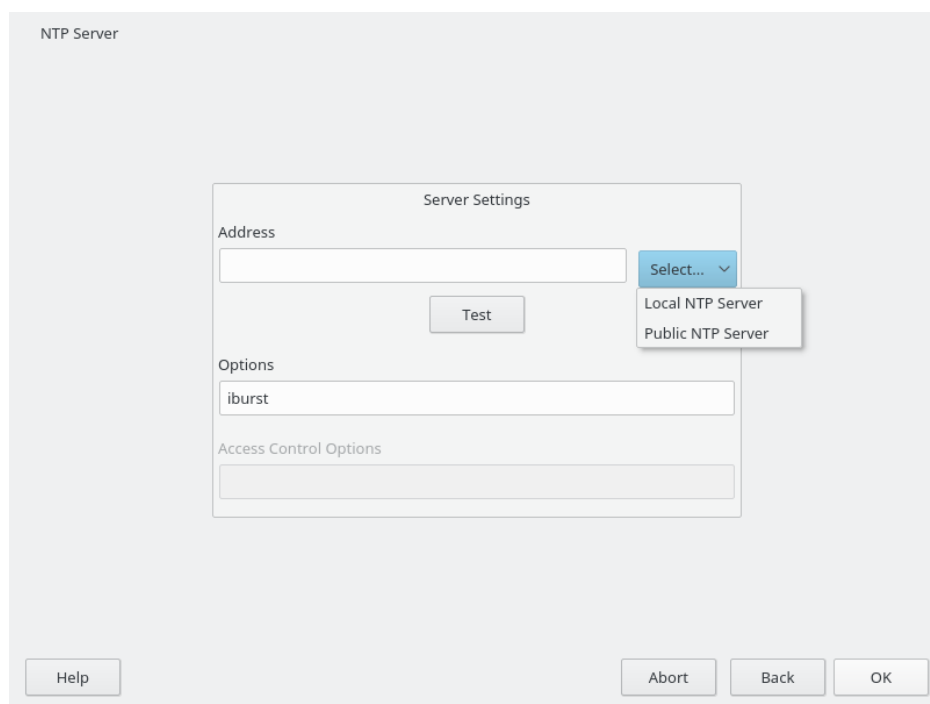 NTP Server
Server Settings
Address
Select...
Local NTP Server
Public NTP Server
Test
Options
iburst
Access Control Options
Help
Abort
Back
OK